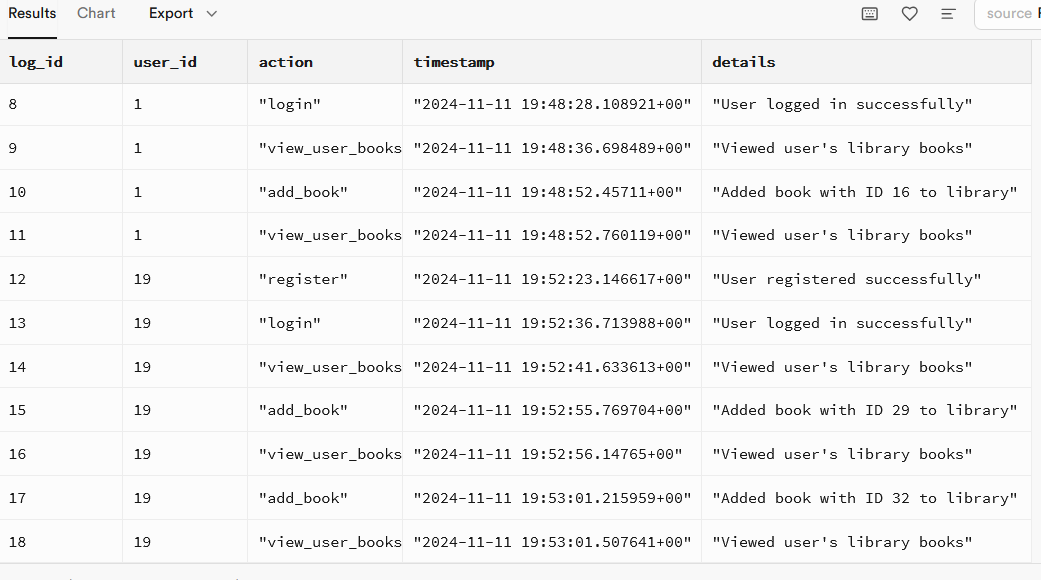 Results Chart Export source
log_id user_id action timestamp details
8 1 "login" "2024-11-11 19:48:28.108921+00" "User logged in successfully"
9 1 "view_user_books "2024-11-11 19:48:36.698489+00" "Viewed user's library books"
10 1 "add_book" "2024-11-11 19:48:52.45711+00" "Added book with ID 16 to library"
11 1 "view_user_books "2024-11-11 19:48:52.760119+00" "Viewed user's library books"
12 19 "register" "2024-11-11 19:52:23.146617+00" "User registered successfully"
13 19 "login" "2024-11-11 19:52:36.713988+00" "User logged in successfully"
14 19 "view_user_books "2024-11-11 19:52:41.633613+00" "Viewed user's library books"
15 19 "add_book" "2024-11-11 19:52:55.769704+00" "Added book with ID 29 to library"
16 19 "view_user_books "2024-11-11 19:52:56.14765+00" "Viewed user's library books"
17 19 "add_book" "2024-11-11 19:53:01.215959+00" "Added book with ID 32 to library"
18 19 "view_user_books "2024-11-11 19:53:01.507641+00" "Viewed user's library books"